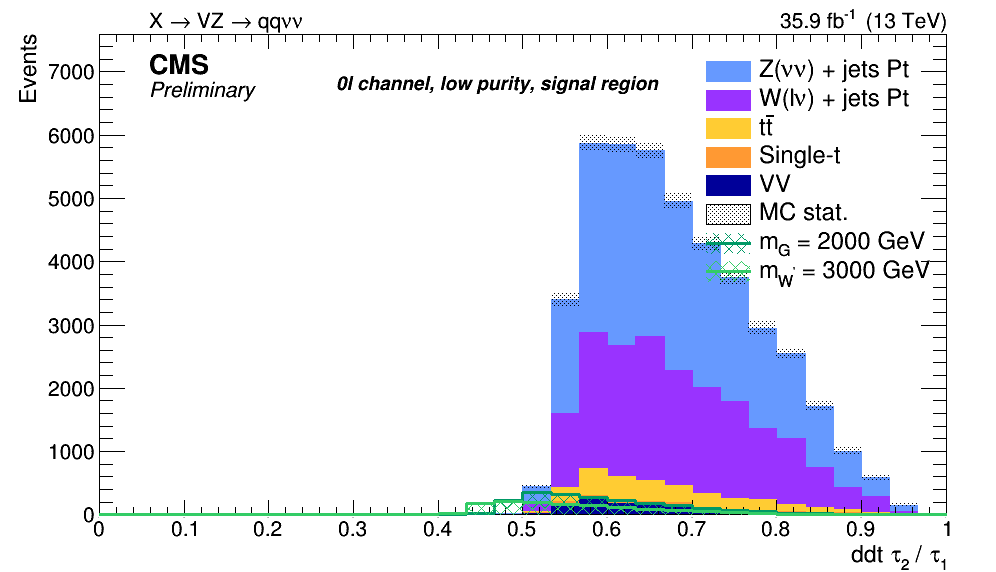 X → VZ → qqνν
35.9 fb⁻¹ (13 TeV)
Events
CMS
Preliminary
0l channel, low purity, signal region
Z(νν) + jets Pt
W(lν) + jets Pt
tt̄
Single-t
VV
MC stat.
m_G = 2000 GeV
m_W' = 3000 GeV
7000
6000
5000
4000
3000
2000
1000
0
0 0.1 0.2 0.3 0.4 0.5 0.6 0.7 0.8 0.9 1
ddt τ₂ / τ₁